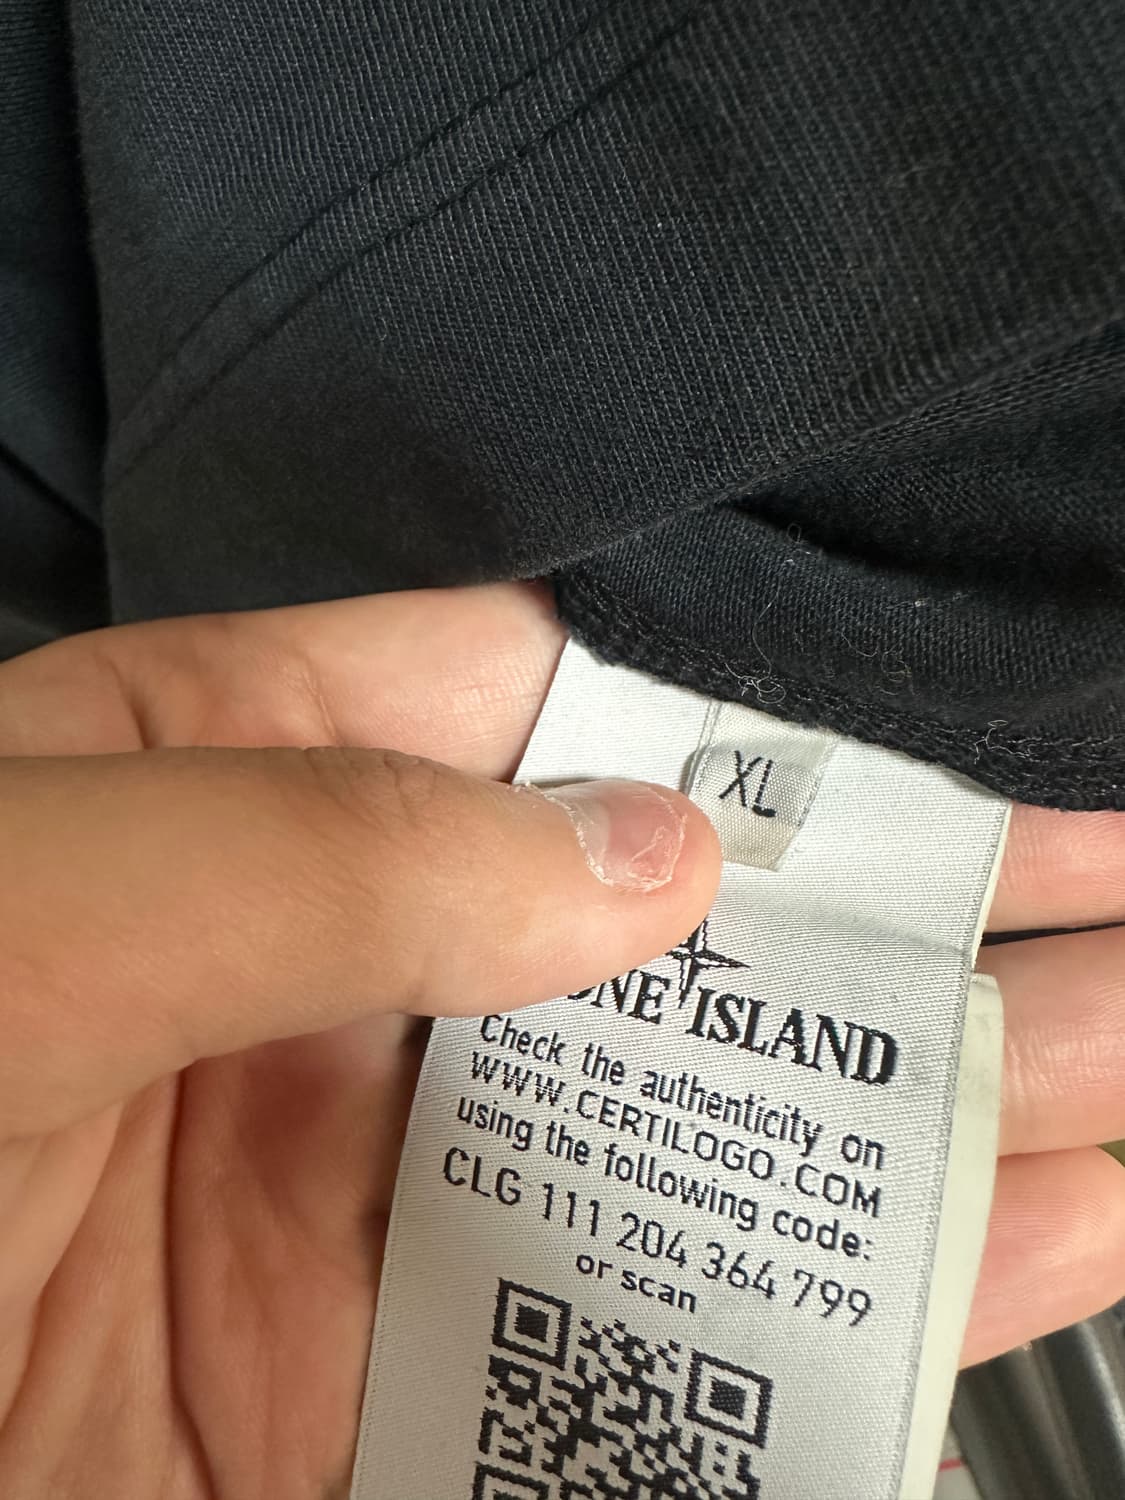 XL
ISLAND
Check the authenticity on
WWW.CERTILOGO.COM
using the following code:
CLG 111 204 364 799
or scan